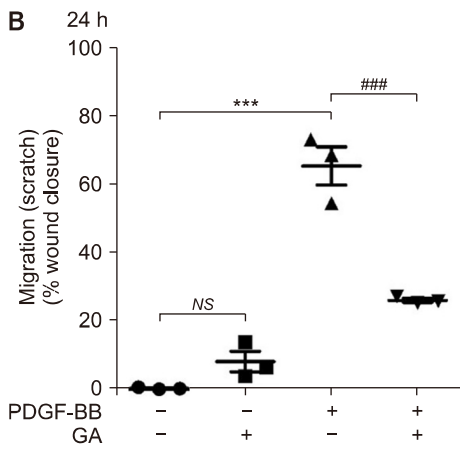 B 24 h
100
80
60
40
20
0
Migration (scratch)
(% wound closure)
NS
***
###
PDGF-BB – – + +
GA – + – +